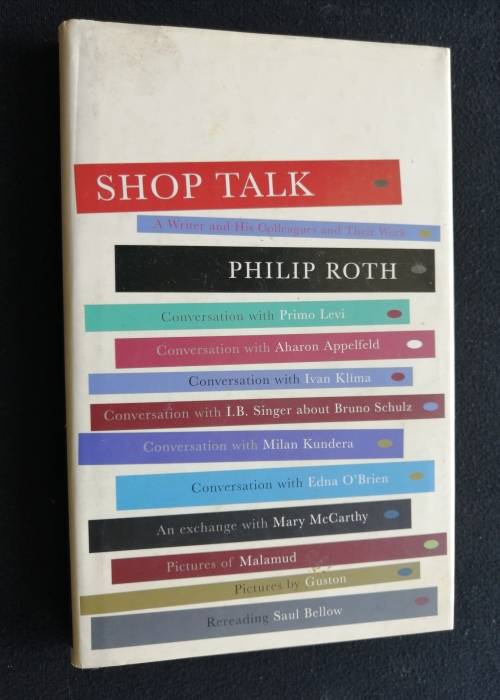 SHOP TALK
A Writer and His Colleagues and Their Work
PHILIP ROTH
Conversation with Primo Levi
Conversation with Aharon Appelfeld
Conversation with Ivan Klíma
Conversation with I.B. Singer about Bruno Schulz
Conversation with Milan Kundera
Conversation with Edna O'Brien
An exchange with Mary McCarthy
Pictures of Malamud
Pictures by Guston
Rereading Saul Bellow